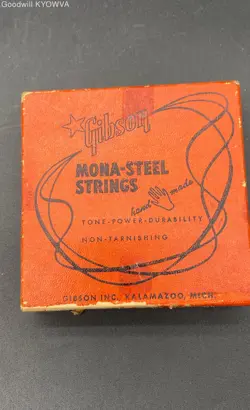 Goodwill KYOWVA
Gibson
MONA-STEEL
STRINGS
hand made
TONE-POWER-DURABILITY
NON-TARNISHING
GIBSON INC. KALAMAZOO, MICH.